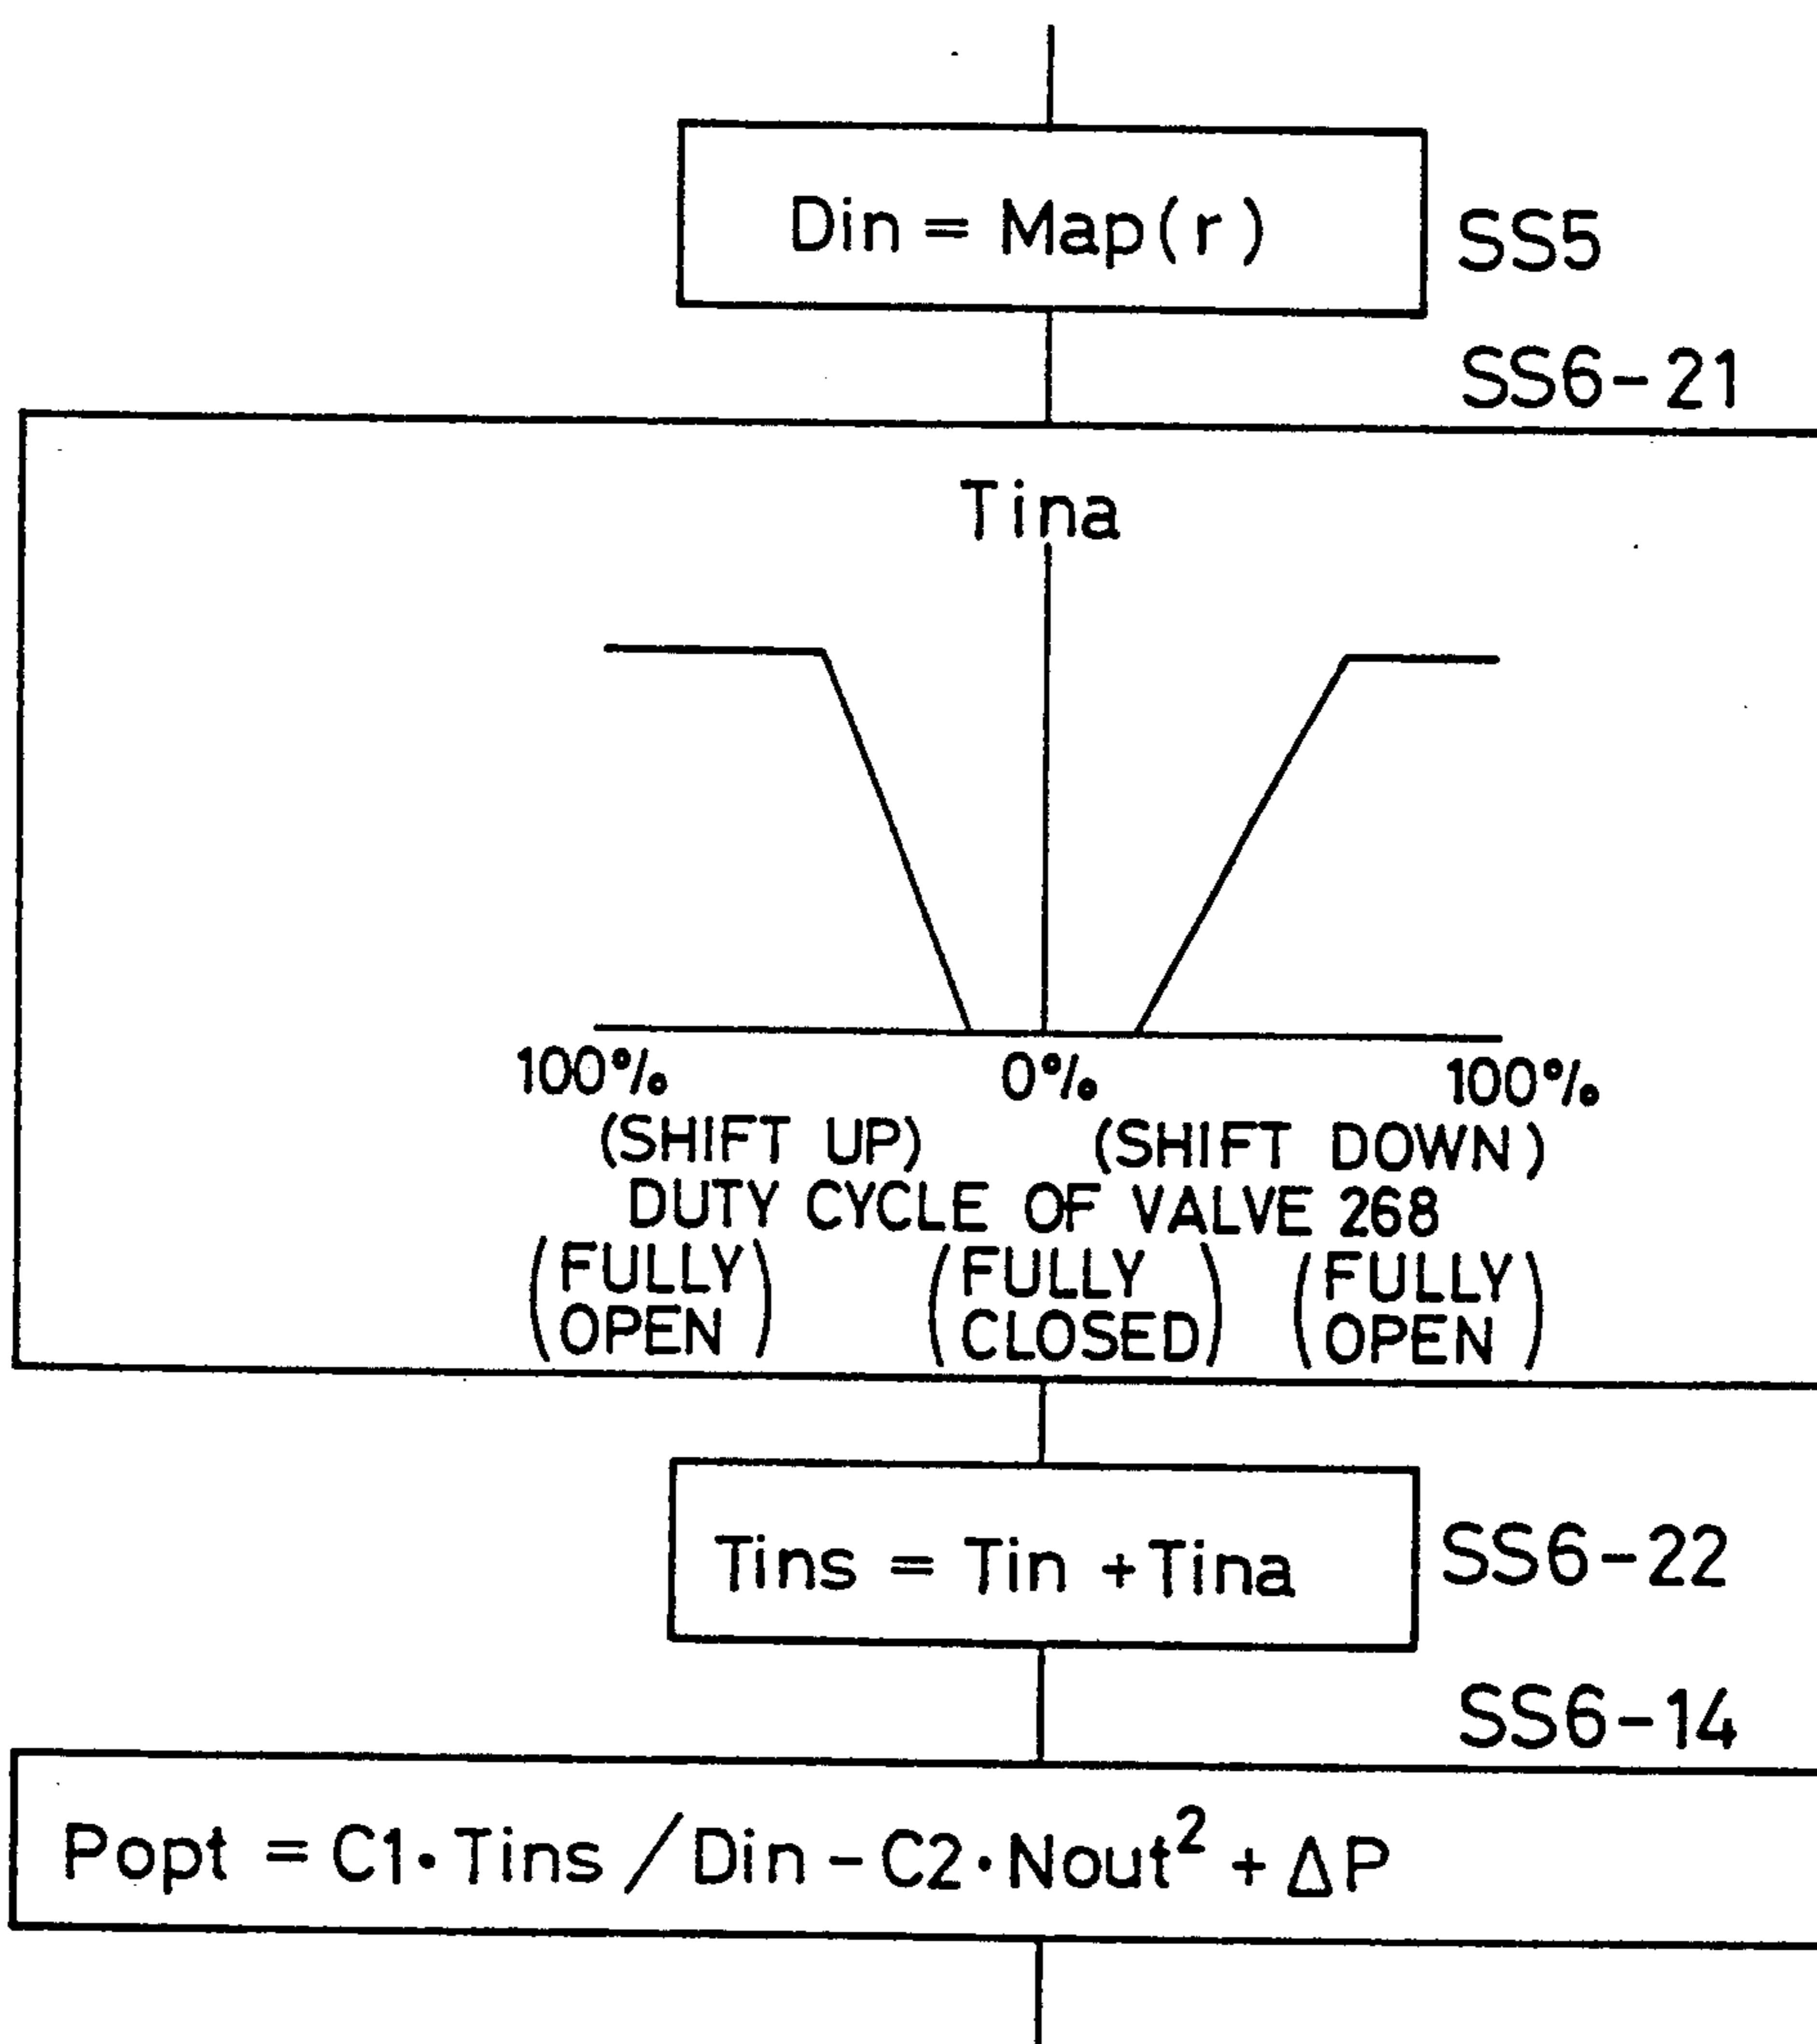 Din = Map(r)
SS5
SS6-21
Tina
100% 0% 100%
(SHIFT UP) (SHIFT DOWN)
DUTY CYCLE OF VALVE 268
(FULLY OPEN) (FULLY CLOSED) (FULLY OPEN)
Tins = Tin + Tina
SS6-22
SS6-14
Popt = C1·Tins/Din - C2·Nout² + ΔP